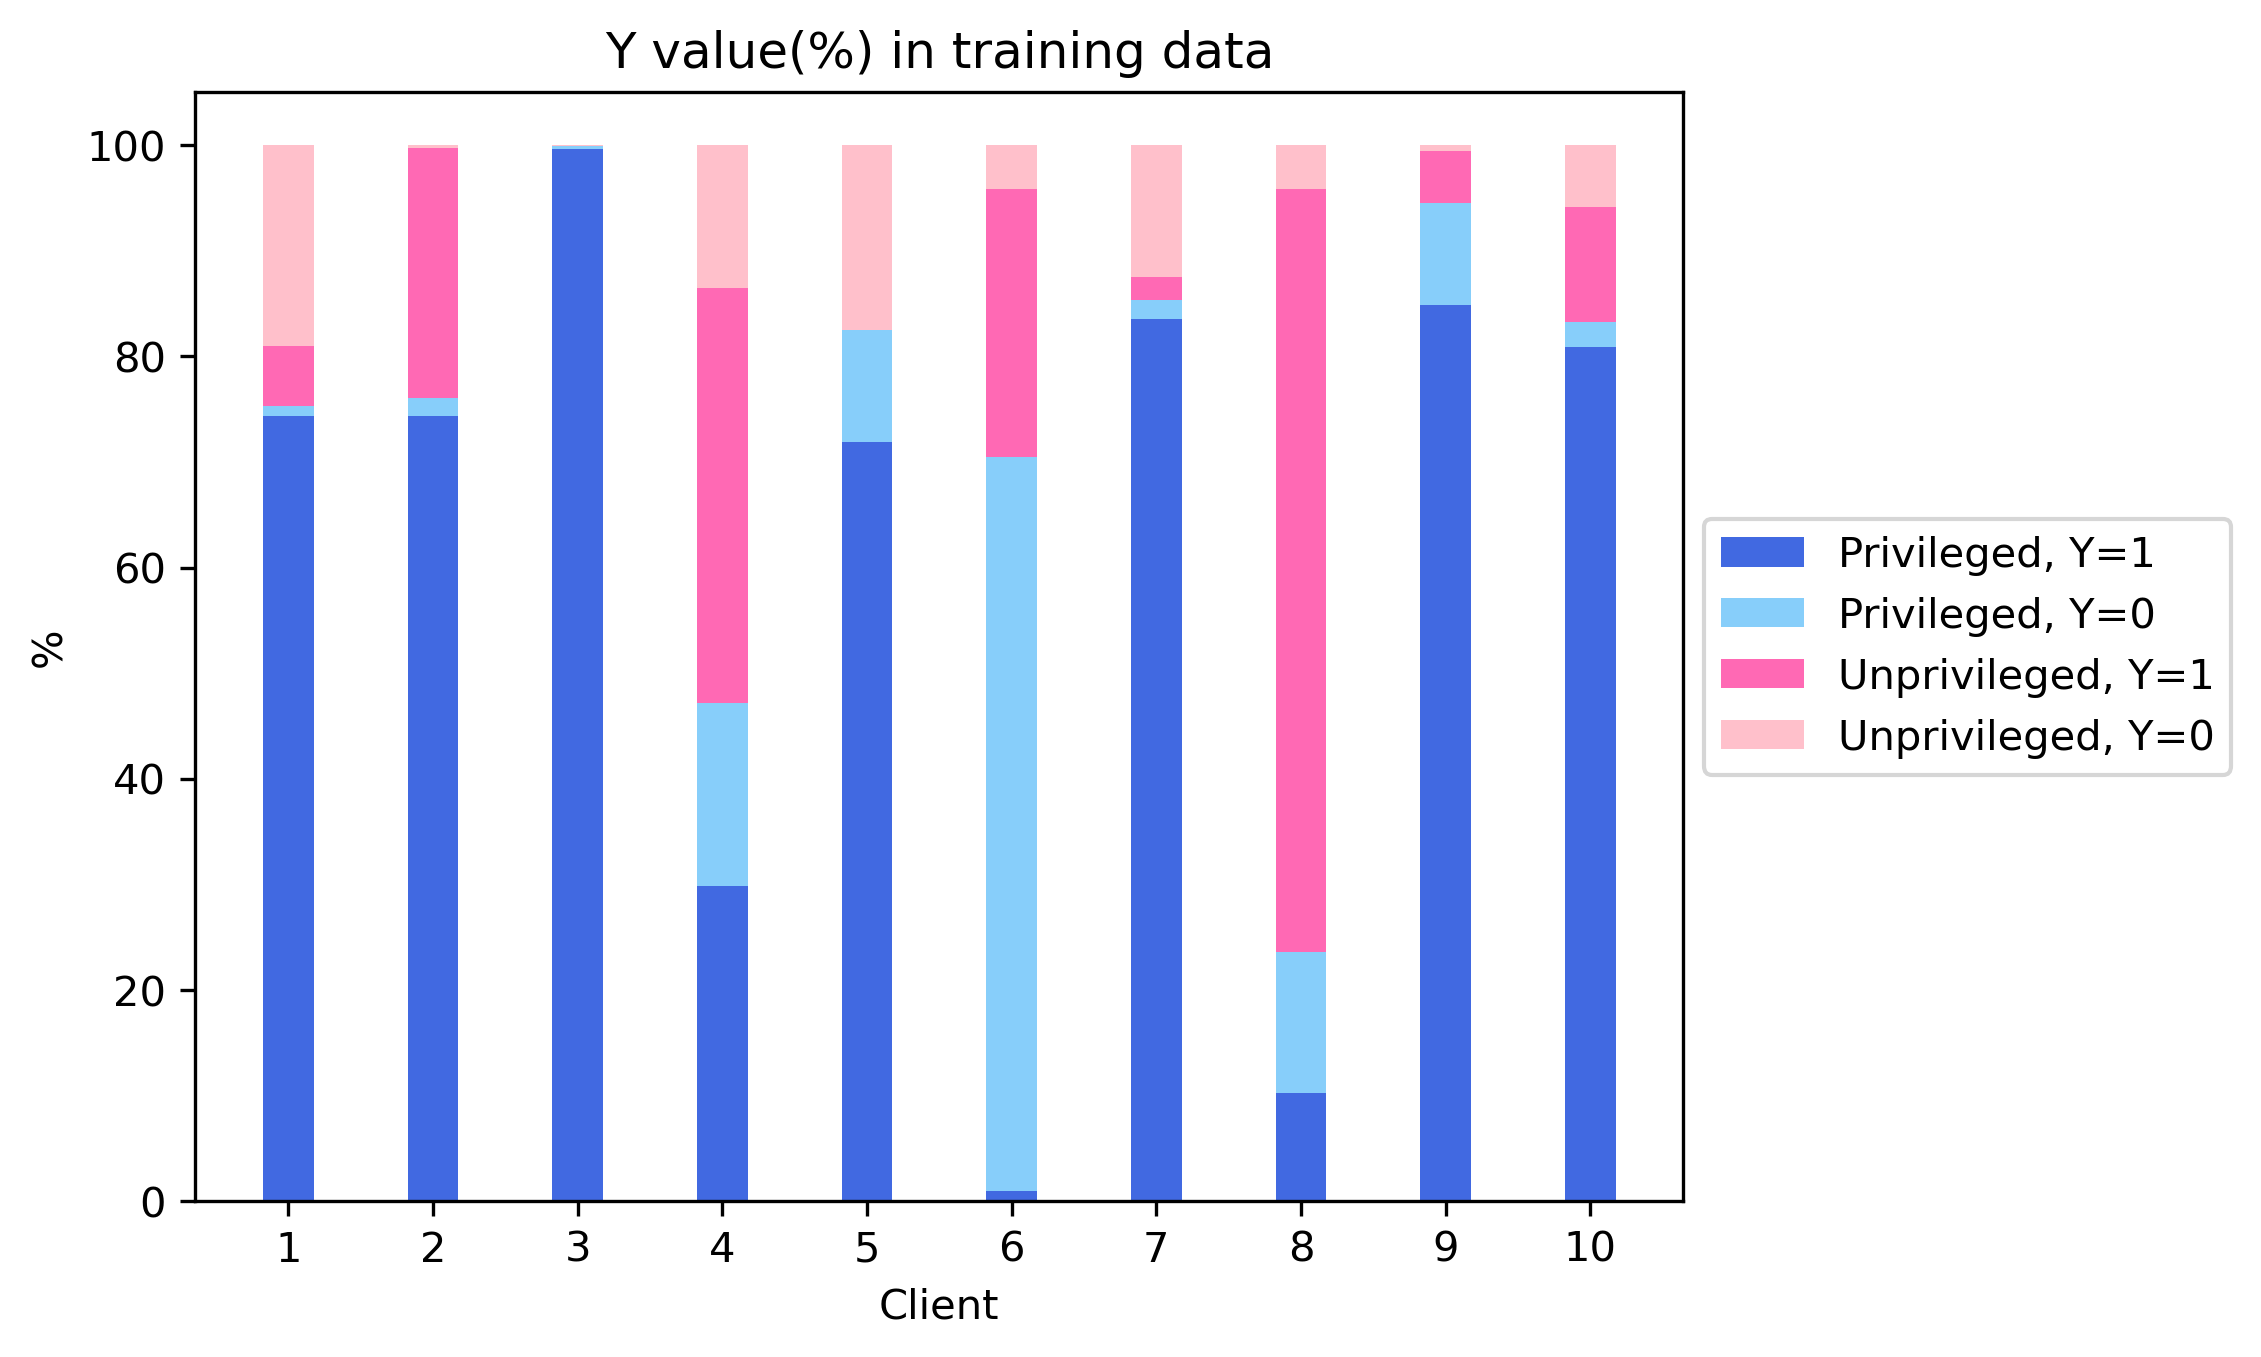 Y value(%) in training data
100
80
60
40
20
0
%
1 2 3 4 5 6 7 8 9 10
Client
Privileged, Y=1
Privileged, Y=0
Unprivileged, Y=1
Unprivileged, Y=0